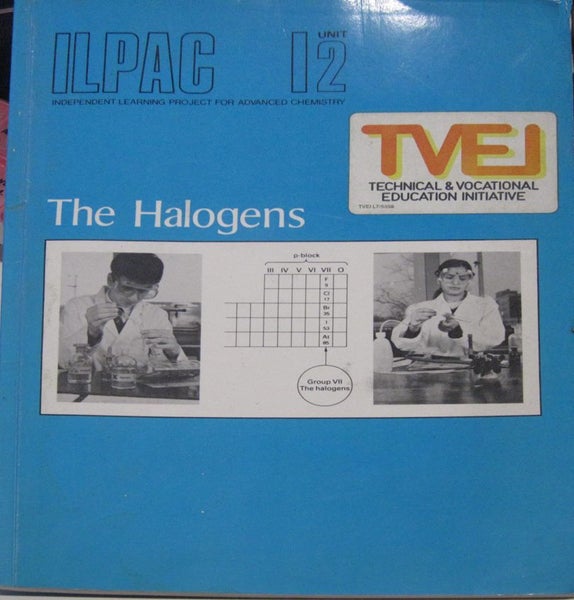 ILPAC UNIT I2
INDEPENDENT LEARNING PROJECT FOR ADVANCED CHEMISTRY
TVEI
TECHNICAL & VOCATIONAL
EDUCATION INITIATIVE
The Halogens
p-block
III IV V VI VII O
F
9
Cl
17
Br
35
I
53
At
85
Group VII
The halogens